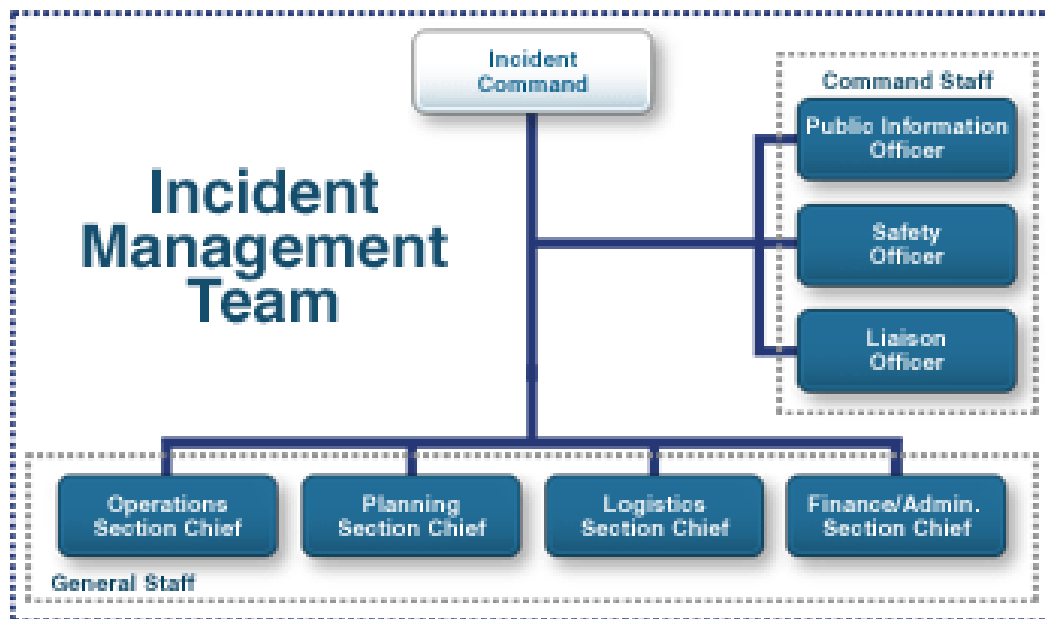 Incident
Command
Command Staff
Public Information
Officer
Incident
Management
Team
Safety
Officer
Liaison
Officer
Operations
Section Chief
Planning
Section Chief
Logistics
Section Chief
Finance/Admin.
Section Chief
General Staff